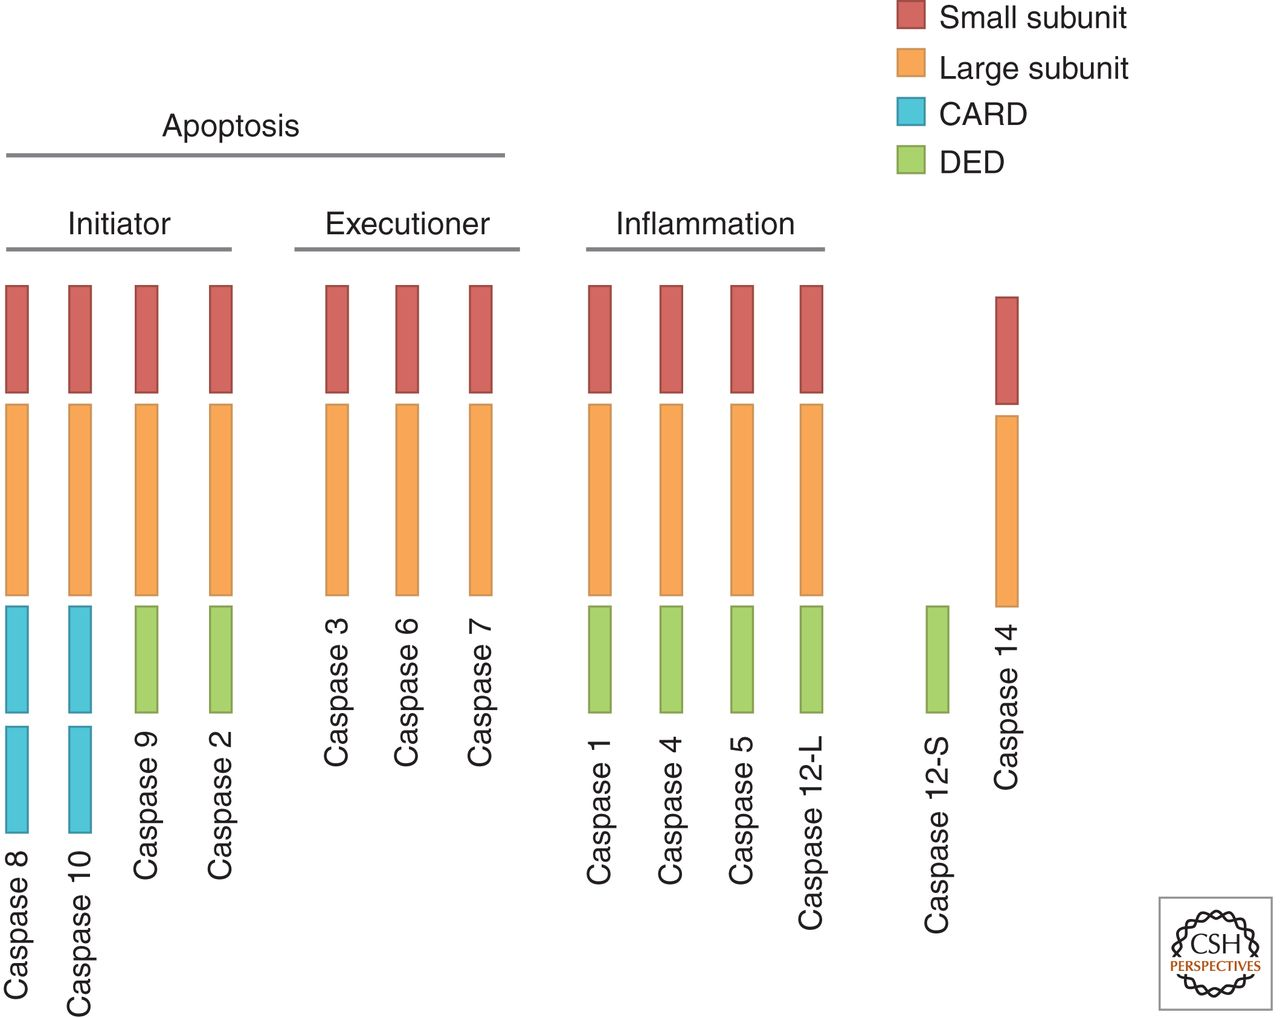 Small subunit
Large subunit
CARD
DED
Apoptosis
Initiator
Executioner
Inflammation
Caspase 8
Caspase 10
Caspase 9
Caspase 2
Caspase 3
Caspase 6
Caspase 7
Caspase 1
Caspase 4
Caspase 5
Caspase 12-L
Caspase 12-S
Caspase 14
CSH
PERSPECTIVES